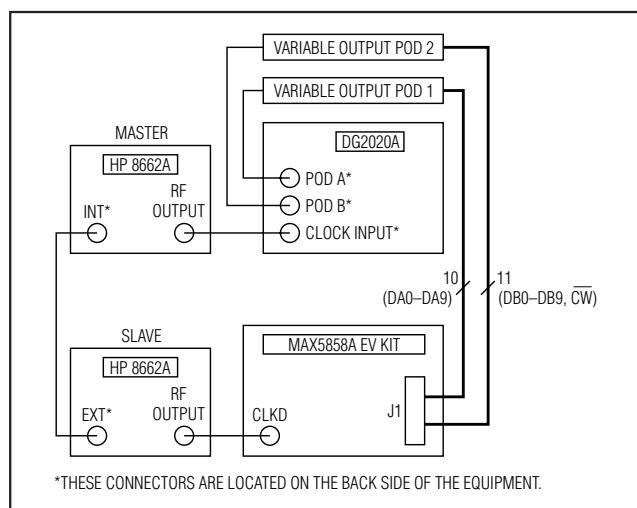 VARIABLE OUTPUT POD 2
VARIABLE OUTPUT POD 1
MASTER
HP 8662A
DG2020A
RF
OUTPUT
INT*
POD A*
POD B*
CLOCK INPUT*
10
(DA0–DA9)
11
(DB0–DB9, C̅W̅)
SLAVE
HP 8662A
MAX5858A EV KIT
RF
OUTPUT
EXT*
CLKD
J1
*THESE CONNECTORS ARE LOCATED ON THE BACK SIDE OF THE EQUIPMENT.